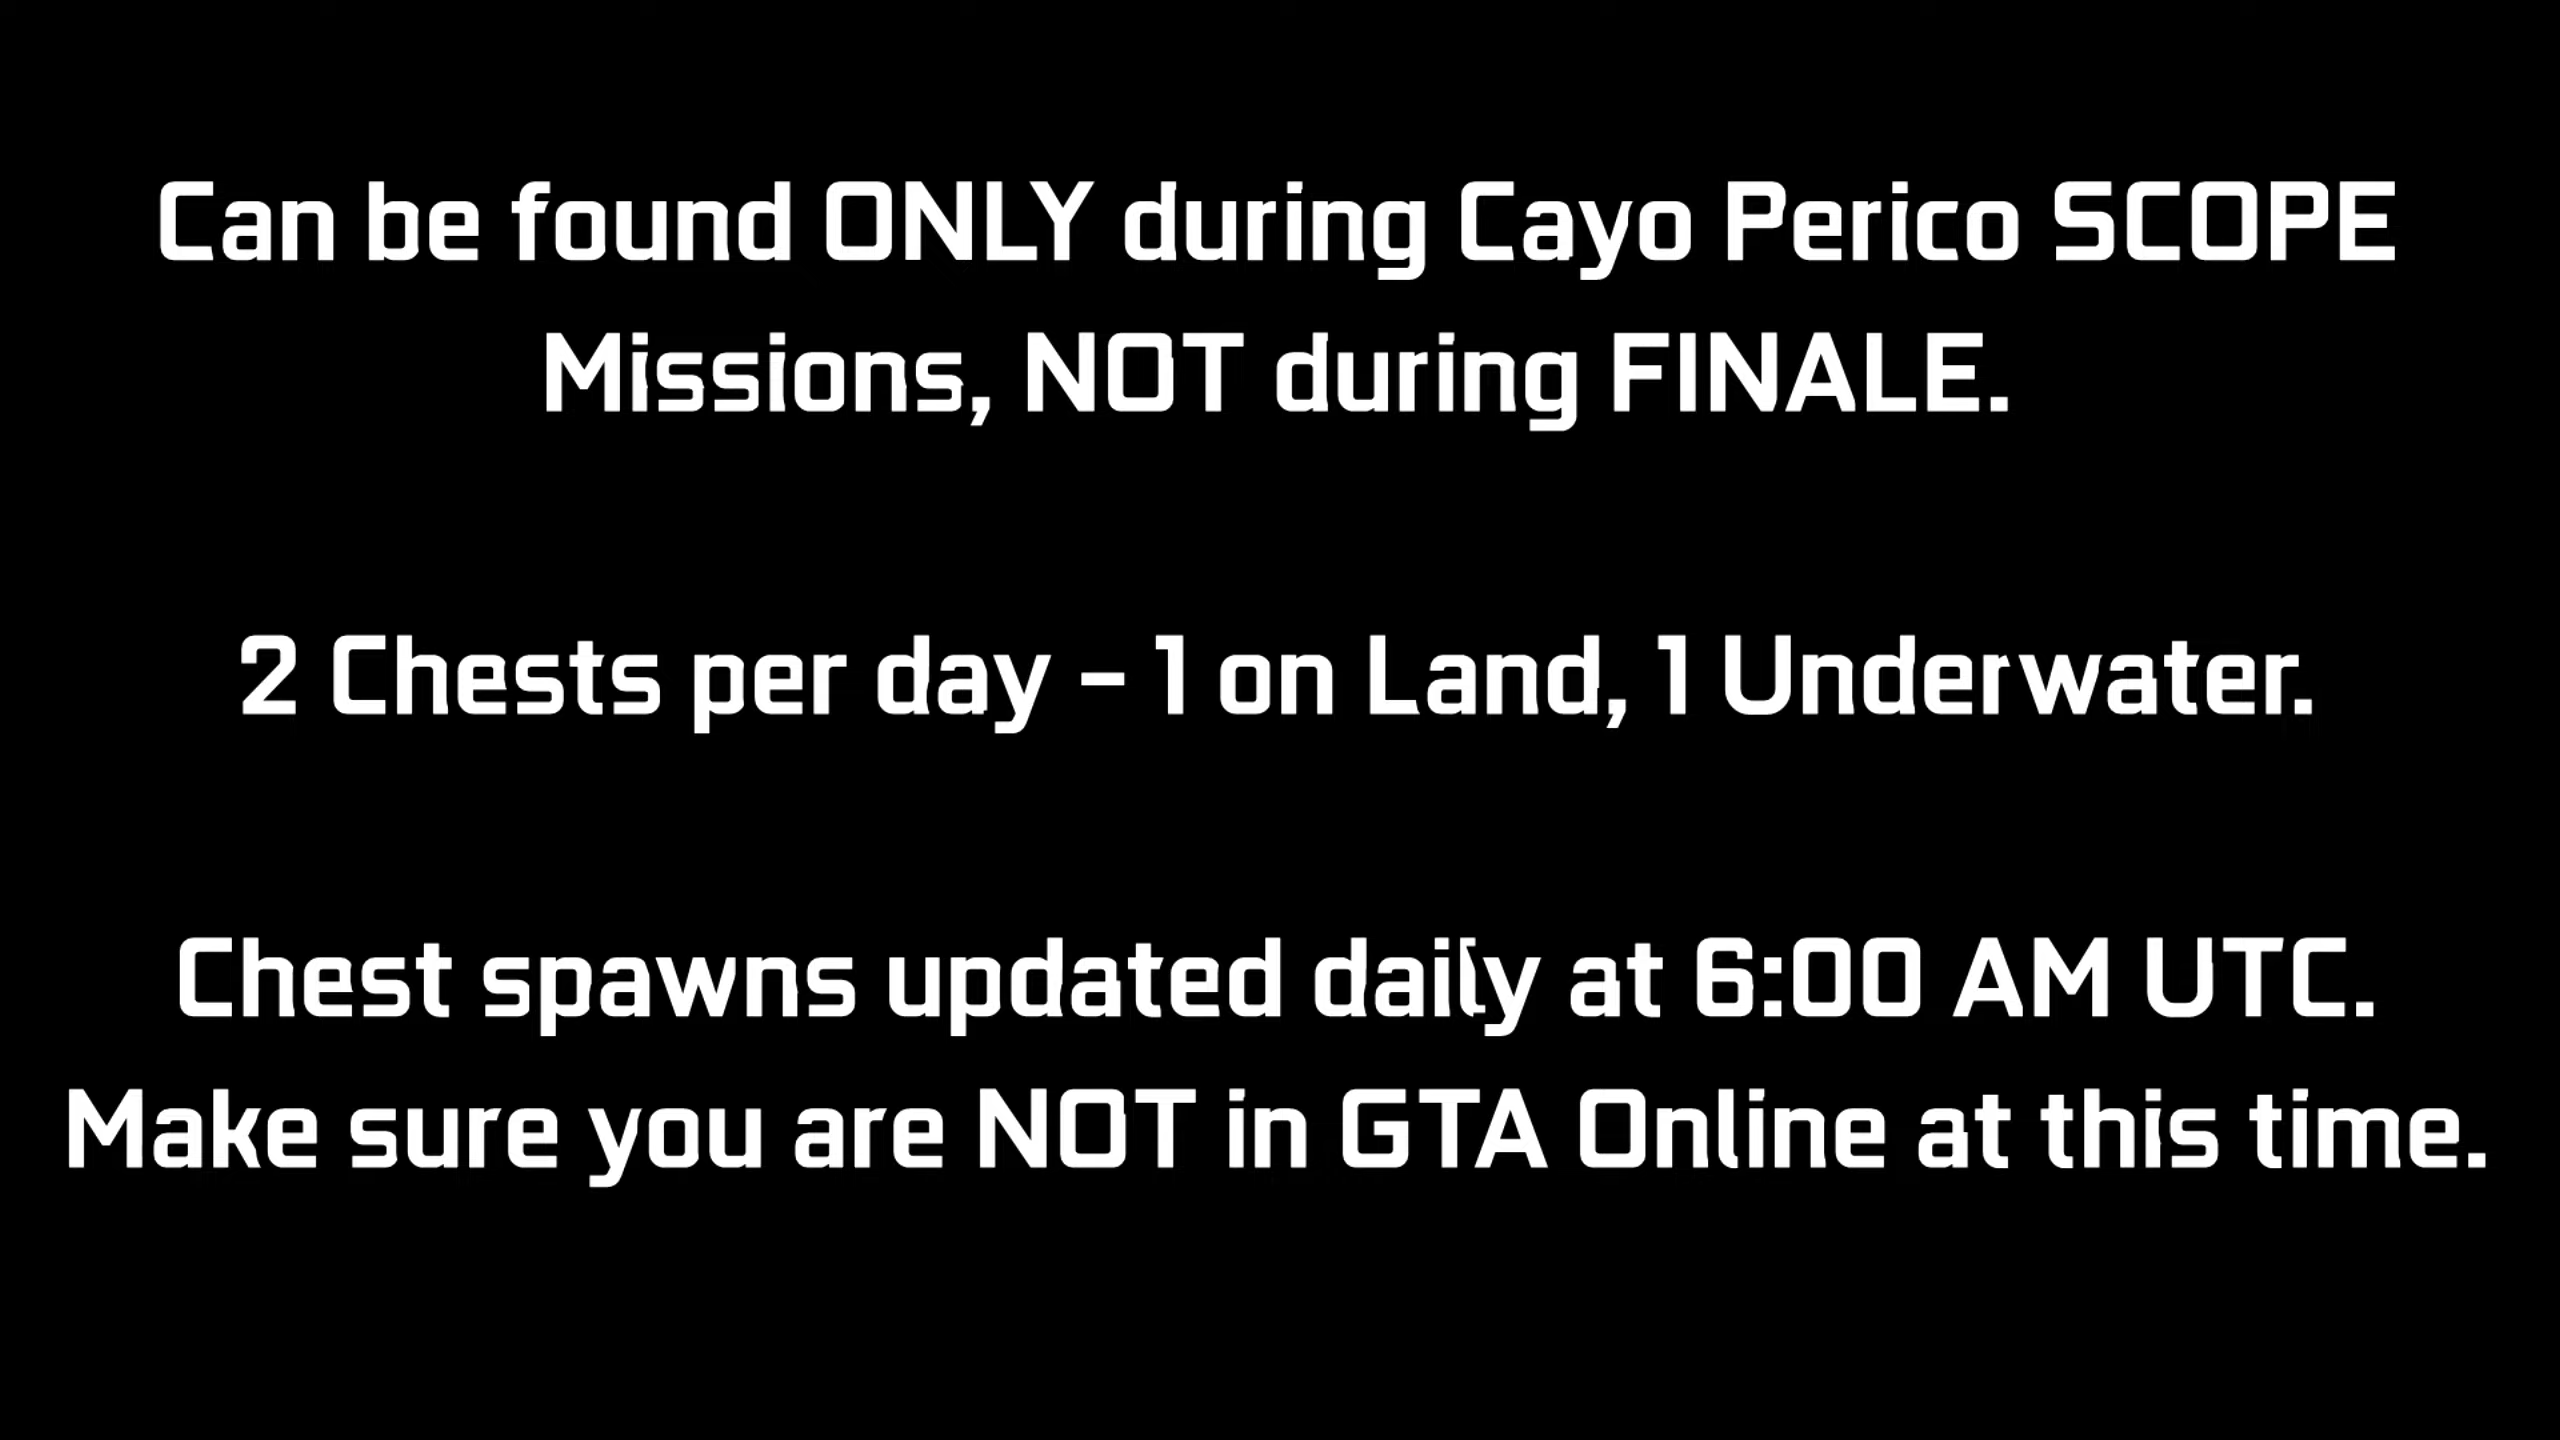 Can be found ONLY during Cayo Perico SCOPE
Missions, NOT during FINALE.
2 Chests per day - 1 on Land, 1 Underwater.
Chest spawns updated daily at 6:00 AM UTC.
Make sure you are NOT in GTA Online at this time.